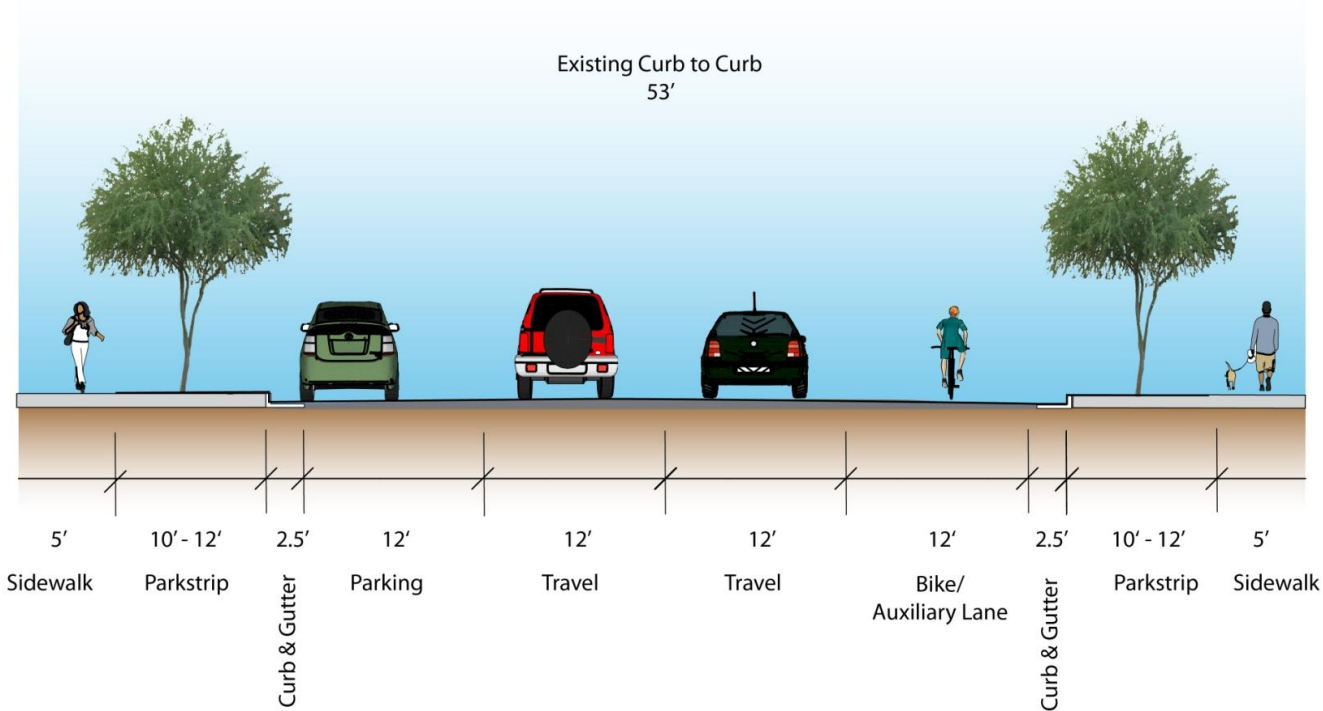 Existing Curb to Curb
53’
5’
10’ - 12‘
2.5’
12‘
12’
12’
12‘
2.5’
10‘ - 12’
5’
Sidewalk
Parkstrip
Curb & Gutter
Parking
Travel
Travel
Bike/
Auxiliary Lane
Curb & Gutter
Parkstrip
Sidewalk